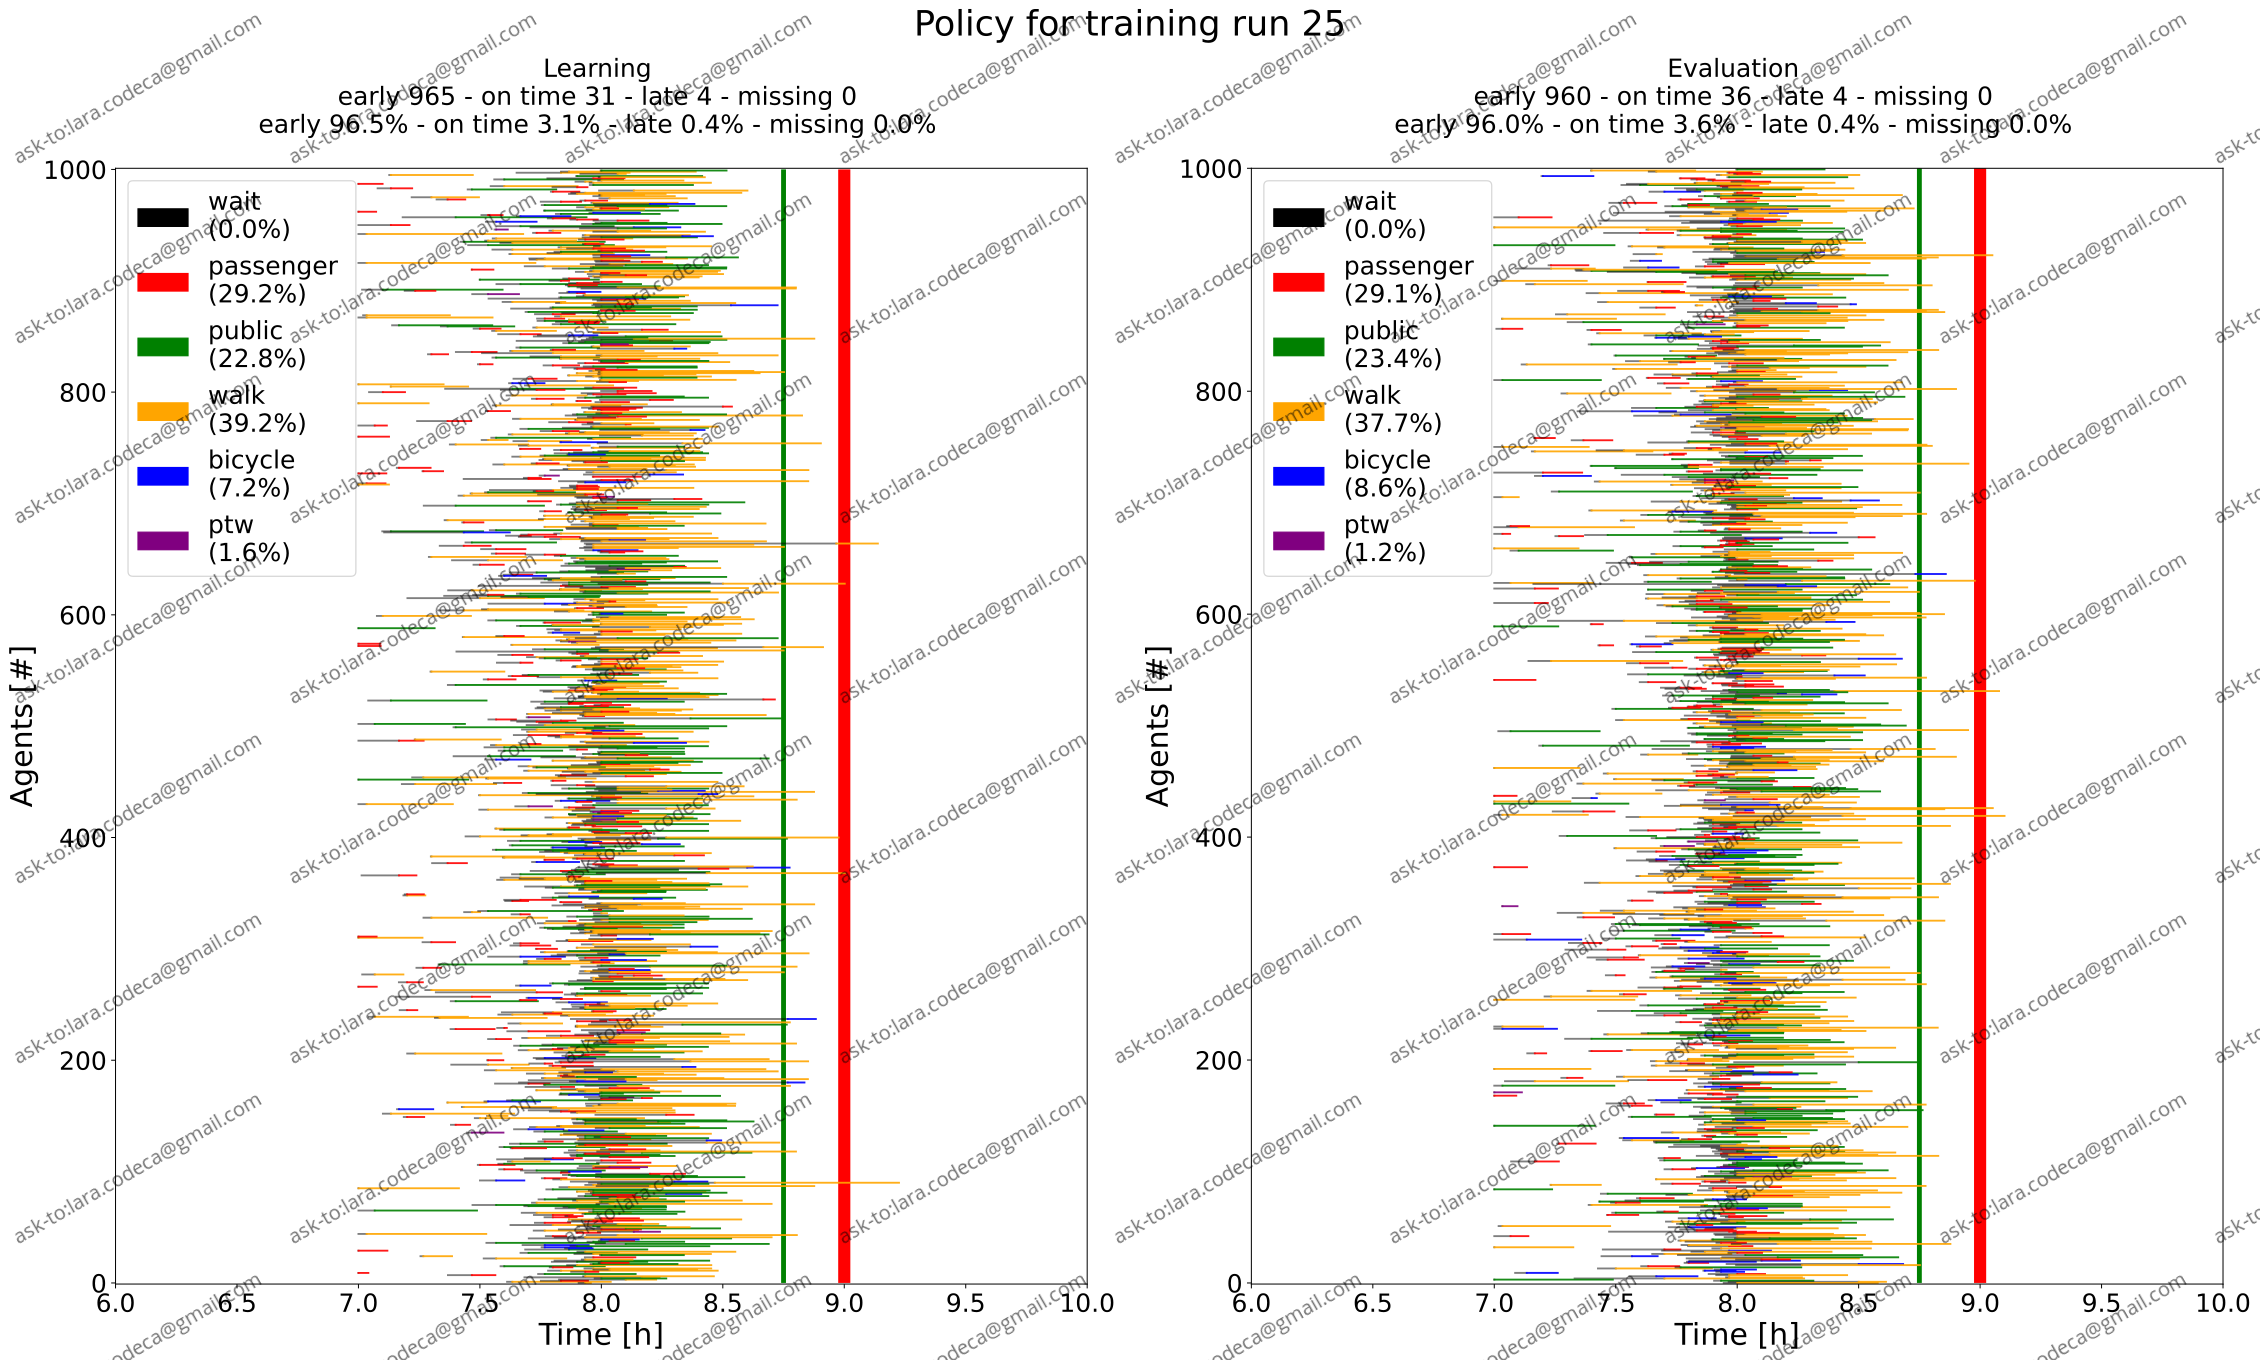 Policy for training run 25
Learning
early 965 - on time 31 - late 4 - missing 0
early 96.5% - on time 3.1% - late 0.4% - missing 0.0%
1000
800
600
400
200
0
Agents [#]
wait
(0.0%)
passenger
(29.2%)
public
(22.8%)
walk
(39.2%)
bicycle
(7.2%)
ptw
(1.6%)
6.0 6.5 7.0 7.5 8.0 8.5 9.0 9.5 10.0
Time [h]
Evaluation
early 960 - on time 36 - late 4 - missing 0
early 96.0% - on time 3.6% - late 0.4% - missing 0.0%
1000
800
600
400
200
0
Agents [#]
wait
(0.0%)
passenger
(29.1%)
public
(23.4%)
walk
(37.7%)
bicycle
(8.6%)
ptw
(1.2%)
6.0 6.5 7.0 7.5 8.0 8.5 9.0 9.5 10.0
Time [h]
ask-to:lara.codeca@gmail.com